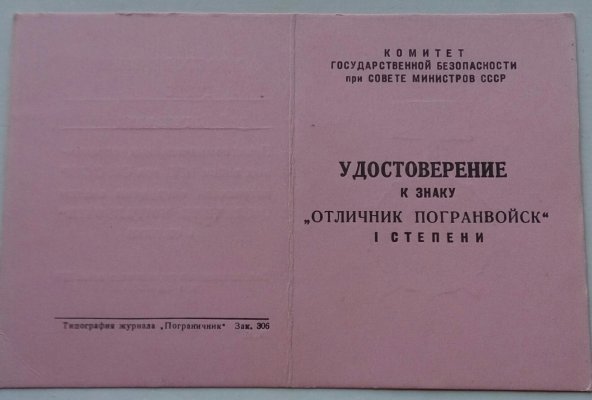 КОМИТЕТ
ГОСУДАРСТВЕННОЙ БЕЗОПАСНОСТИ
при СОВЕТЕ МИНИСТРОВ СССР
УДОСТОВЕРЕНИЕ
К ЗНАКУ
„ОТЛИЧНИК ПОГРАНВОЙСК“
I СТЕПЕНИ
Типография журнала „Пограничник“ Зак. 306